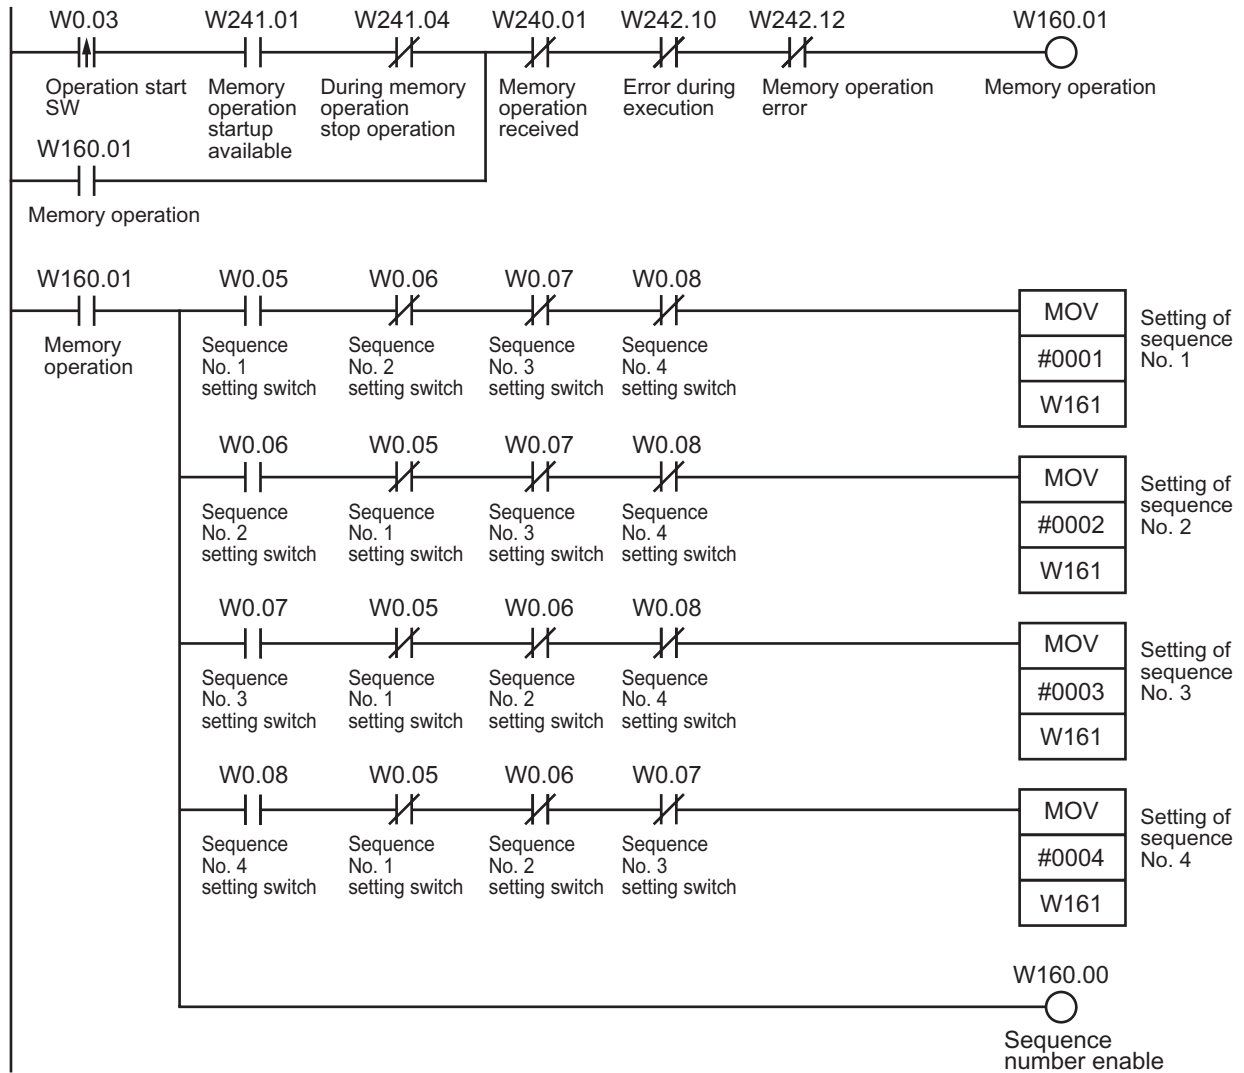 W0.03 W241.01 W241.04 W240.01 W242.10 W242.12 W160.01
Operation start Memory During memory Memory Error during Memory operation Memory operation
SW operation operation operation execution error
startup stop operation received
available
W160.01
Memory operation
W160.01 W0.05 W0.06 W0.07 W0.08
MOV Setting of
Memory Sequence Sequence Sequence Sequence sequence
operation No. 1 No. 2 No. 3 No. 4 #0001 No. 1
setting switch setting switch setting switch setting switch
W161
W0.06 W0.05 W0.07 W0.08
MOV Setting of
Sequence Sequence Sequence Sequence sequence
No. 2 No. 1 No. 3 No. 4 #0002 No. 2
setting switch setting switch setting switch setting switch
W161
W0.07 W0.05 W0.06 W0.08
MOV Setting of
Sequence Sequence Sequence Sequence sequence
No. 3 No. 1 No. 2 No. 4 #0003 No. 3
setting switch setting switch setting switch setting switch
W161
W0.08 W0.05 W0.06 W0.07
MOV Setting of
Sequence Sequence Sequence Sequence sequence
No. 4 No. 1 No. 2 No. 3 #0004 No. 4
setting switch setting switch setting switch setting switch
W161
W160.00
Sequence
number enable